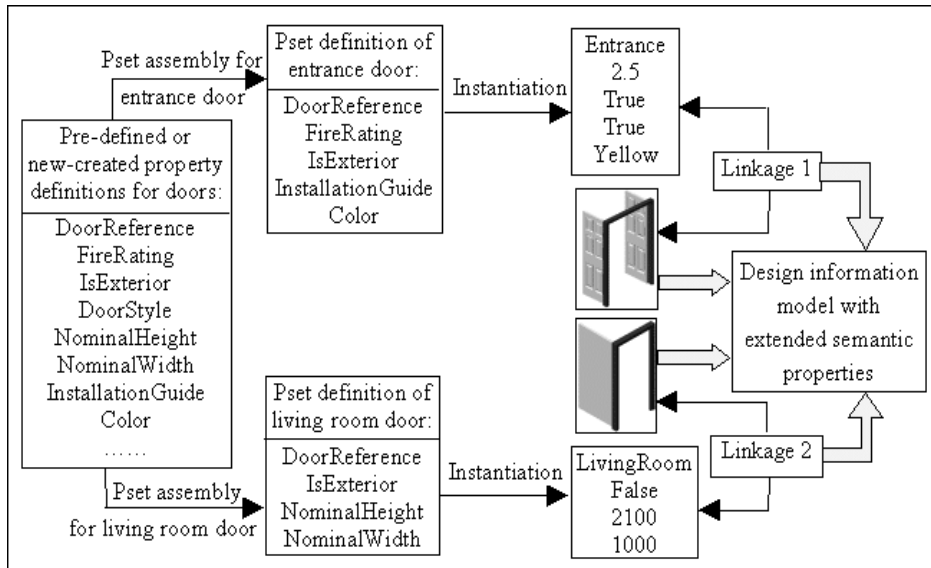 Pset assembly for
entrance door
Pre-defined or
new-created property
definitions for doors:
DoorReference
FireRating
IsExterior
DoorStyle
NominalHeight
NominalWidth
InstallationGuide
Color
……
Pset assembly
for living room door
Pset definition of
entrance door:
DoorReference
FireRating
IsExterior
InstallationGuide
Color
Instantiation
Entrance
2.5
True
True
Yellow
Linkage 1
Design information
model with
extended semantic
properties
Pset definition of
living room door:
DoorReference
IsExterior
NominalHeight
NominalWidth
Instantiation
LivingRoom
False
2100
1000
Linkage 2